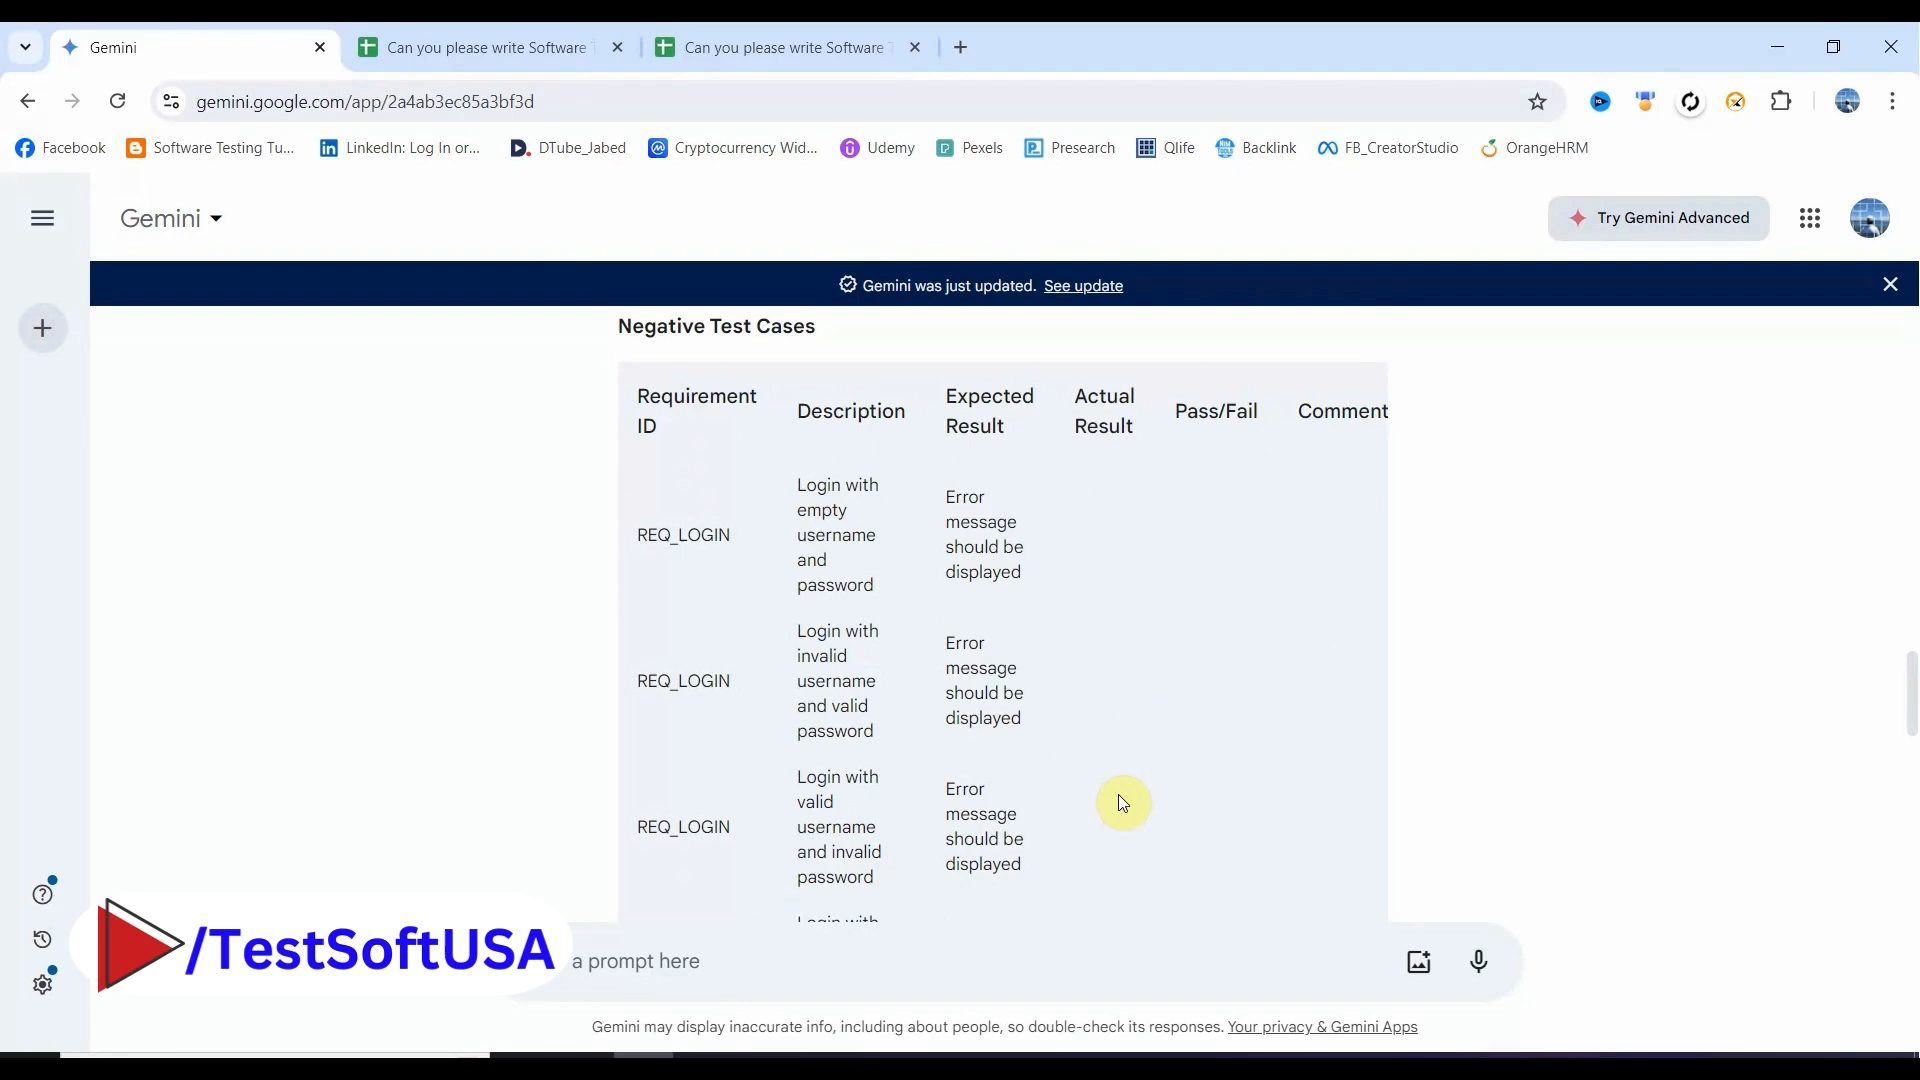 Gemini
Can you please write Software T
Can you please write Software T
gemini.google.com/app/2a4ab3ec85a3bf3d
Facebook
Software Testing Tu...
LinkedIn: Log In or...
DTube_Jabed
Cryptocurrency Wid...
Udemy
Pexels
Presearch
Qlife
Backlink
FB_CreatorStudio
OrangeHRM
Gemini
Try Gemini Advanced
Gemini was just updated. See update
Negative Test Cases
Requirement
ID
Description
Expected
Result
Actual
Result
Pass/Fail
Comment
REQ_LOGIN
Login with
empty
username
and
password
Error
message
should be
displayed
REQ_LOGIN
Login with
invalid
username
and valid
password
Error
message
should be
displayed
REQ_LOGIN
Login with
valid
username
and invalid
password
Error
message
should be
displayed
Login with
/TestSoftUSA
a prompt here
Gemini may display inaccurate info, including about people, so double-check its responses. Your privacy & Gemini Apps